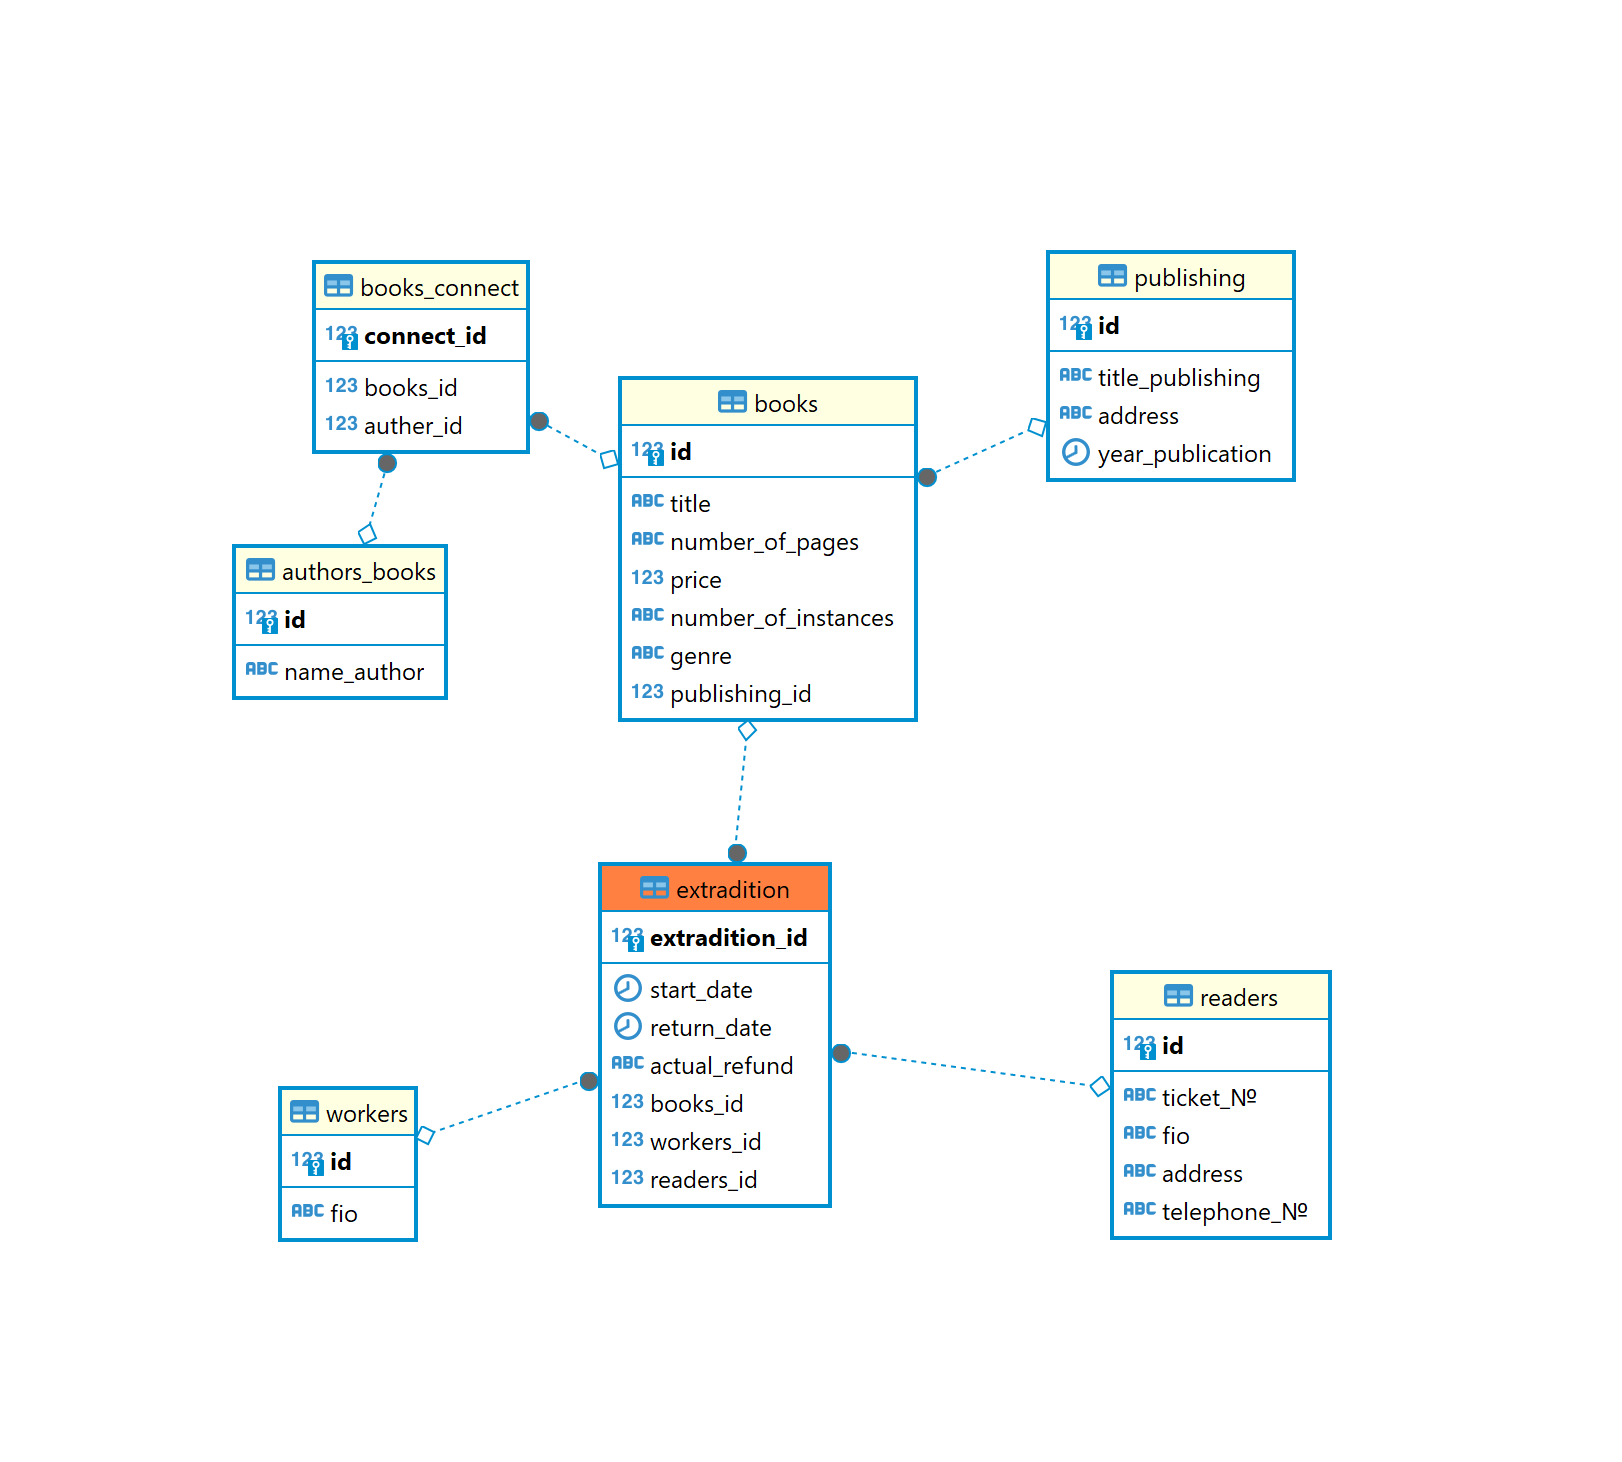 books_connect
123 connect_id
123 books_id
123 auther_id
authors_books
123 id
ABC name_author
books
123 id
ABC title
ABC number_of_pages
123 price
ABC number_of_instances
ABC genre
123 publishing_id
publishing
123 id
ABC title_publishing
ABC address
year_publication
extradition
123 extradition_id
start_date
return_date
ABC actual_refund
123 books_id
123 workers_id
123 readers_id
workers
123 id
ABC fio
readers
123 id
ABC ticket_№
ABC fio
ABC address
ABC telephone_№